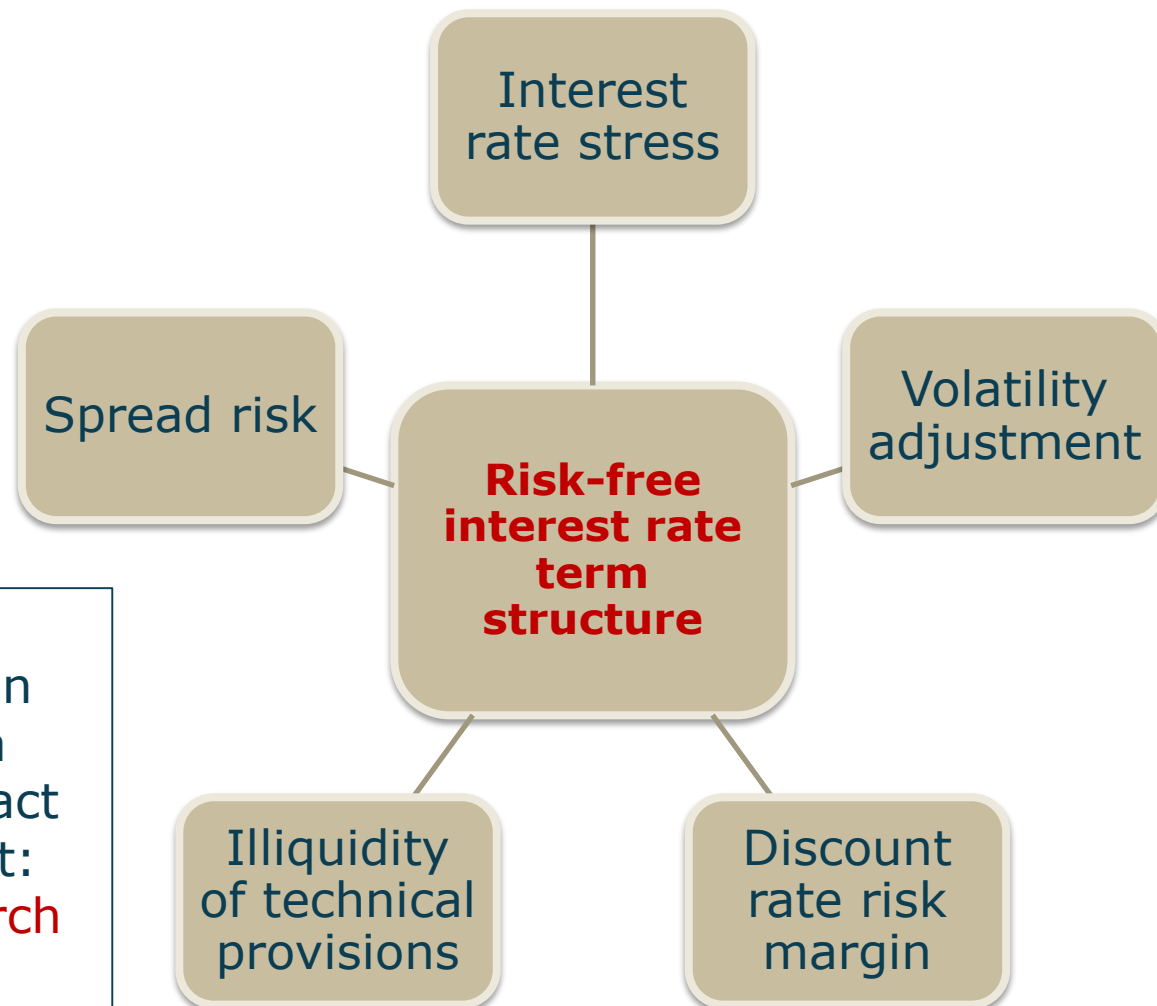 Interest
rate stress
Spread risk
Volatility
adjustment
Risk-free
interest rate
term
structure
Illiquidity
of technical
provisions
Discount
rate risk
margin